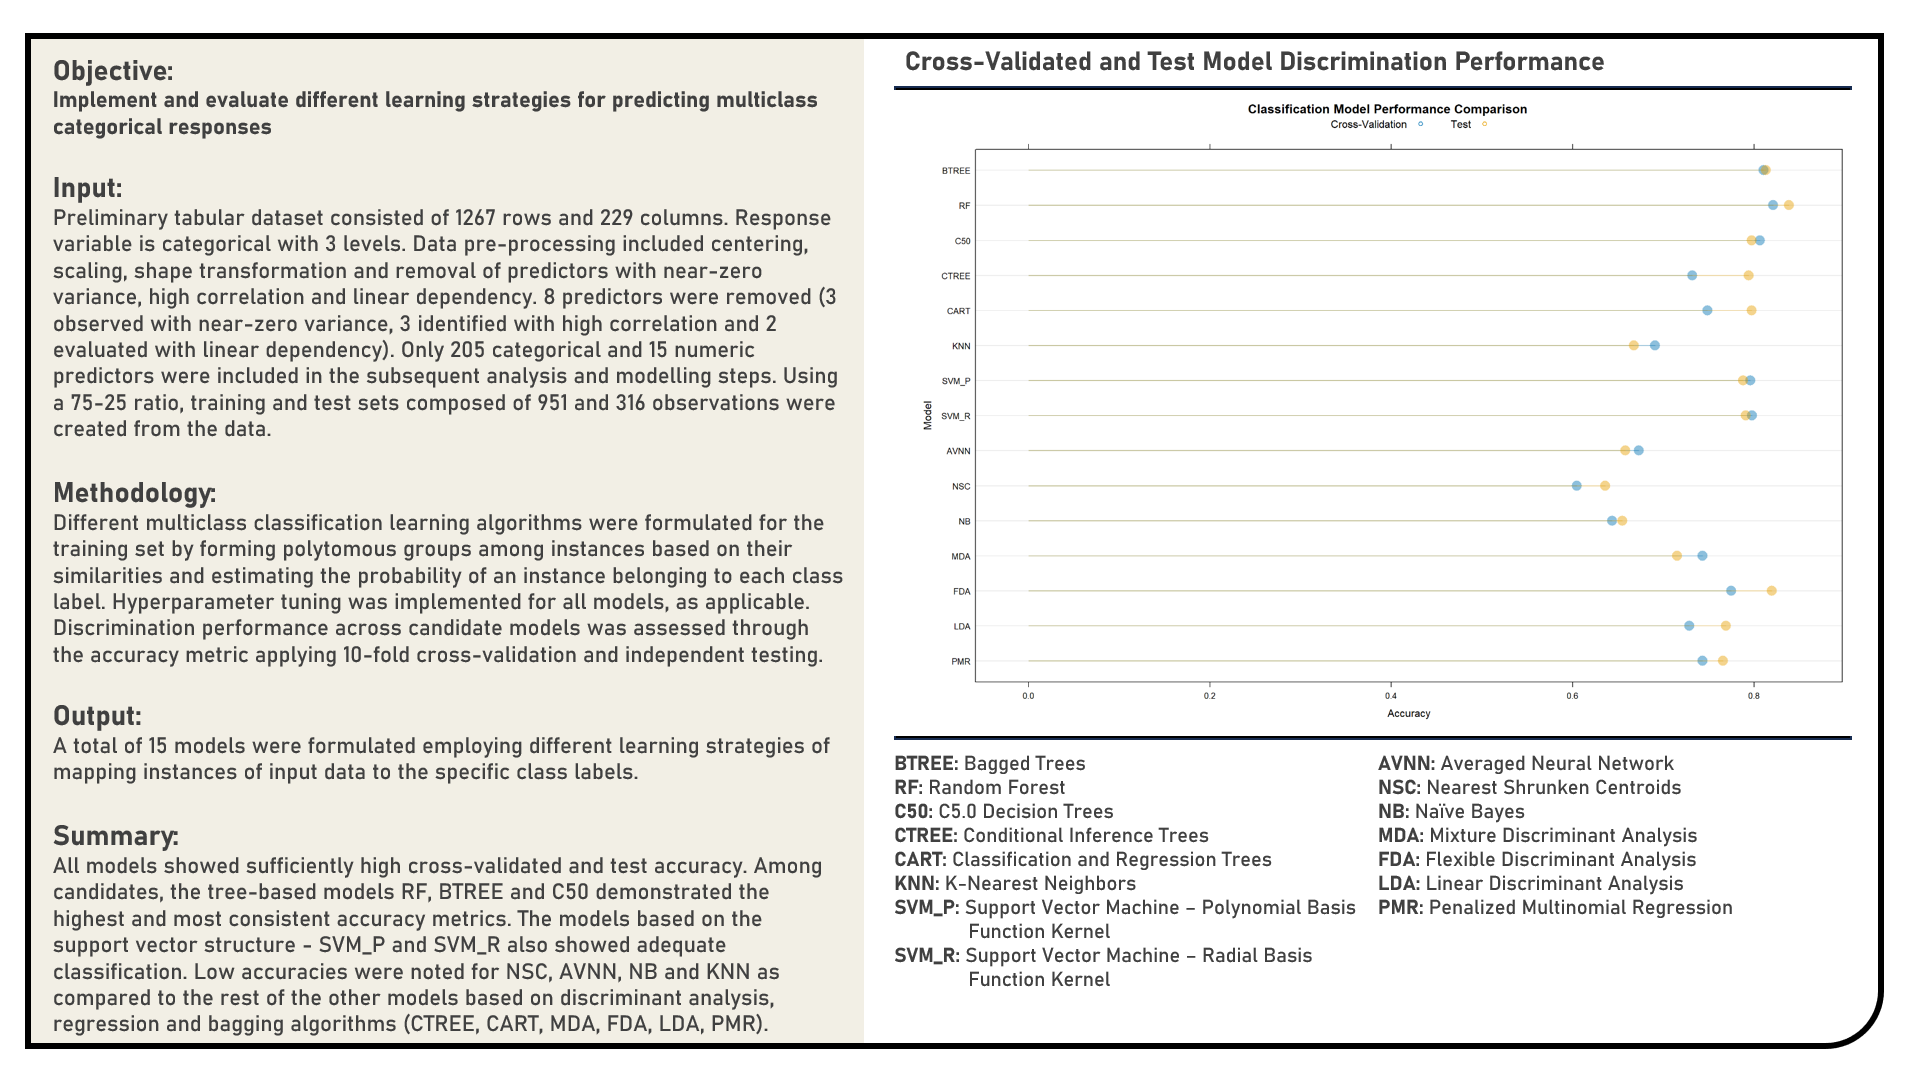 Objective:
Implement and evaluate different learning strategies for predicting multiclass
categorical responses
Input:
Preliminary tabular dataset consisted of 1267 rows and 229 columns. Response
variable is categorical with 3 levels. Data pre-processing included centering,
scaling, shape transformation and removal of predictors with near-zero
variance, high correlation and linear dependency. 8 predictors were removed (3
observed with near-zero variance, 3 identified with high correlation and 2
evaluated with linear dependency). Only 205 categorical and 15 numeric
predictors were included in the subsequent analysis and modelling steps. Using
a 75-25 ratio, training and test sets composed of 951 and 316 observations were
created from the data.
Methodology:
Different multiclass classification learning algorithms were formulated for the
training set by forming polytomous groups among instances based on their
similarities and estimating the probability of an instance belonging to each class
label. Hyperparameter tuning was implemented for all models, as applicable.
Discrimination performance across candidate models was assessed through
the accuracy metric applying 10-fold cross-validation and independent testing.
Output:
A total of 15 models were formulated employing different learning strategies of
mapping instances of input data to the specific class labels.
Summary:
All models showed sufficiently high cross-validated and test accuracy. Among
candidates, the tree-based models RF, BTREE and C50 demonstrated the
highest and most consistent accuracy metrics. The models based on the
support vector structure - SVM_P and SVM_R also showed adequate
classification. Low accuracies were noted for NSC, AVNN, NB and KNN as
compared to the rest of the other models based on discriminant analysis,
regression and bagging algorithms (CTREE, CART, MDA, FDA, LDA, PMR).
Cross-Validated and Test Model Discrimination Performance
Classification Model Performance Comparison
Cross-Validation Test
BTREE
RF
C50
CTREE
CART
KNN
SVM_P
SVM_R
AVNN
NSC
NB
MDA
FDA
LDA
PMR
Model
0.0 0.2 0.4 0.6 0.8
Accuracy
BTREE: Bagged Trees
RF: Random Forest
C50: C5.0 Decision Trees
CTREE: Conditional Inference Trees
CART: Classification and Regression Trees
KNN: K-Nearest Neighbors
SVM_P: Support Vector Machine – Polynomial Basis
Function Kernel
SVM_R: Support Vector Machine – Radial Basis
Function Kernel
AVNN: Averaged Neural Network
NSC: Nearest Shrunken Centroids
NB: Naïve Bayes
MDA: Mixture Discriminant Analysis
FDA: Flexible Discriminant Analysis
LDA: Linear Discriminant Analysis
PMR: Penalized Multinomial Regression